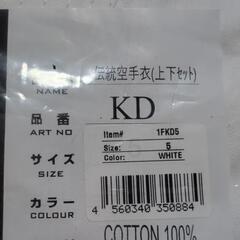 伝統空手衣(上下セット)
NAME
品番
ART NO
KD
Item# 1FKD5
Size: 5
Color: WHITE
サイズ
SIZE
カラー
COLOUR
4 560340 350884
COTTON 100%